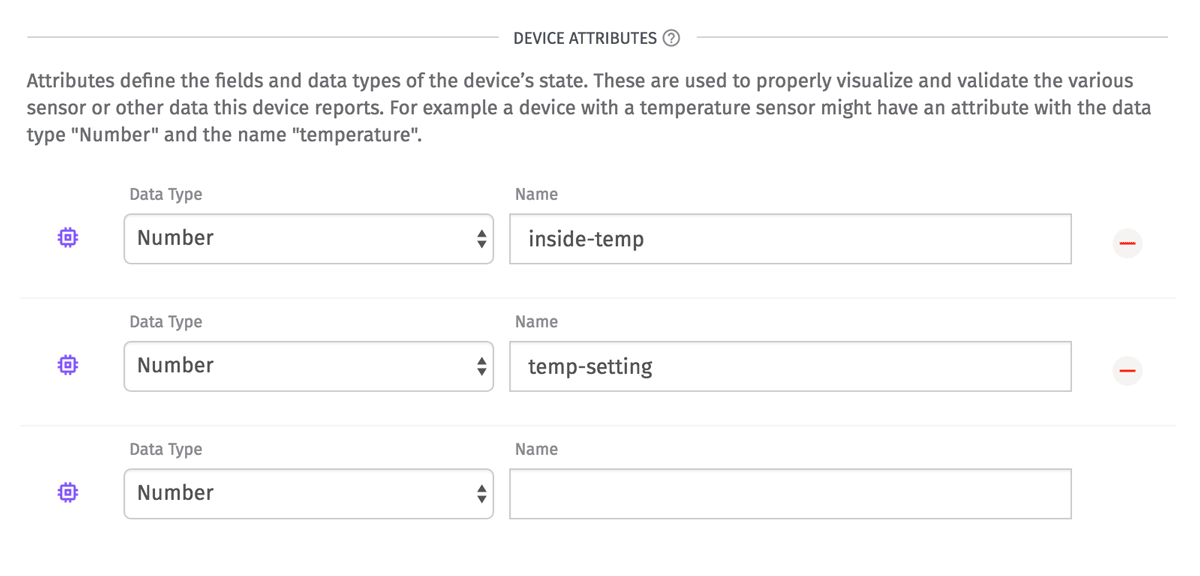 DEVICE ATTRIBUTES ?
Attributes define the fields and data types of the device’s state. These are used to properly visualize and validate the various
sensor or other data this device reports. For example a device with a temperature sensor might have an attribute with the data
type "Number" and the name "temperature".
Data Type Name
Number inside-temp
Data Type Name
Number temp-setting
Data Type Name
Number